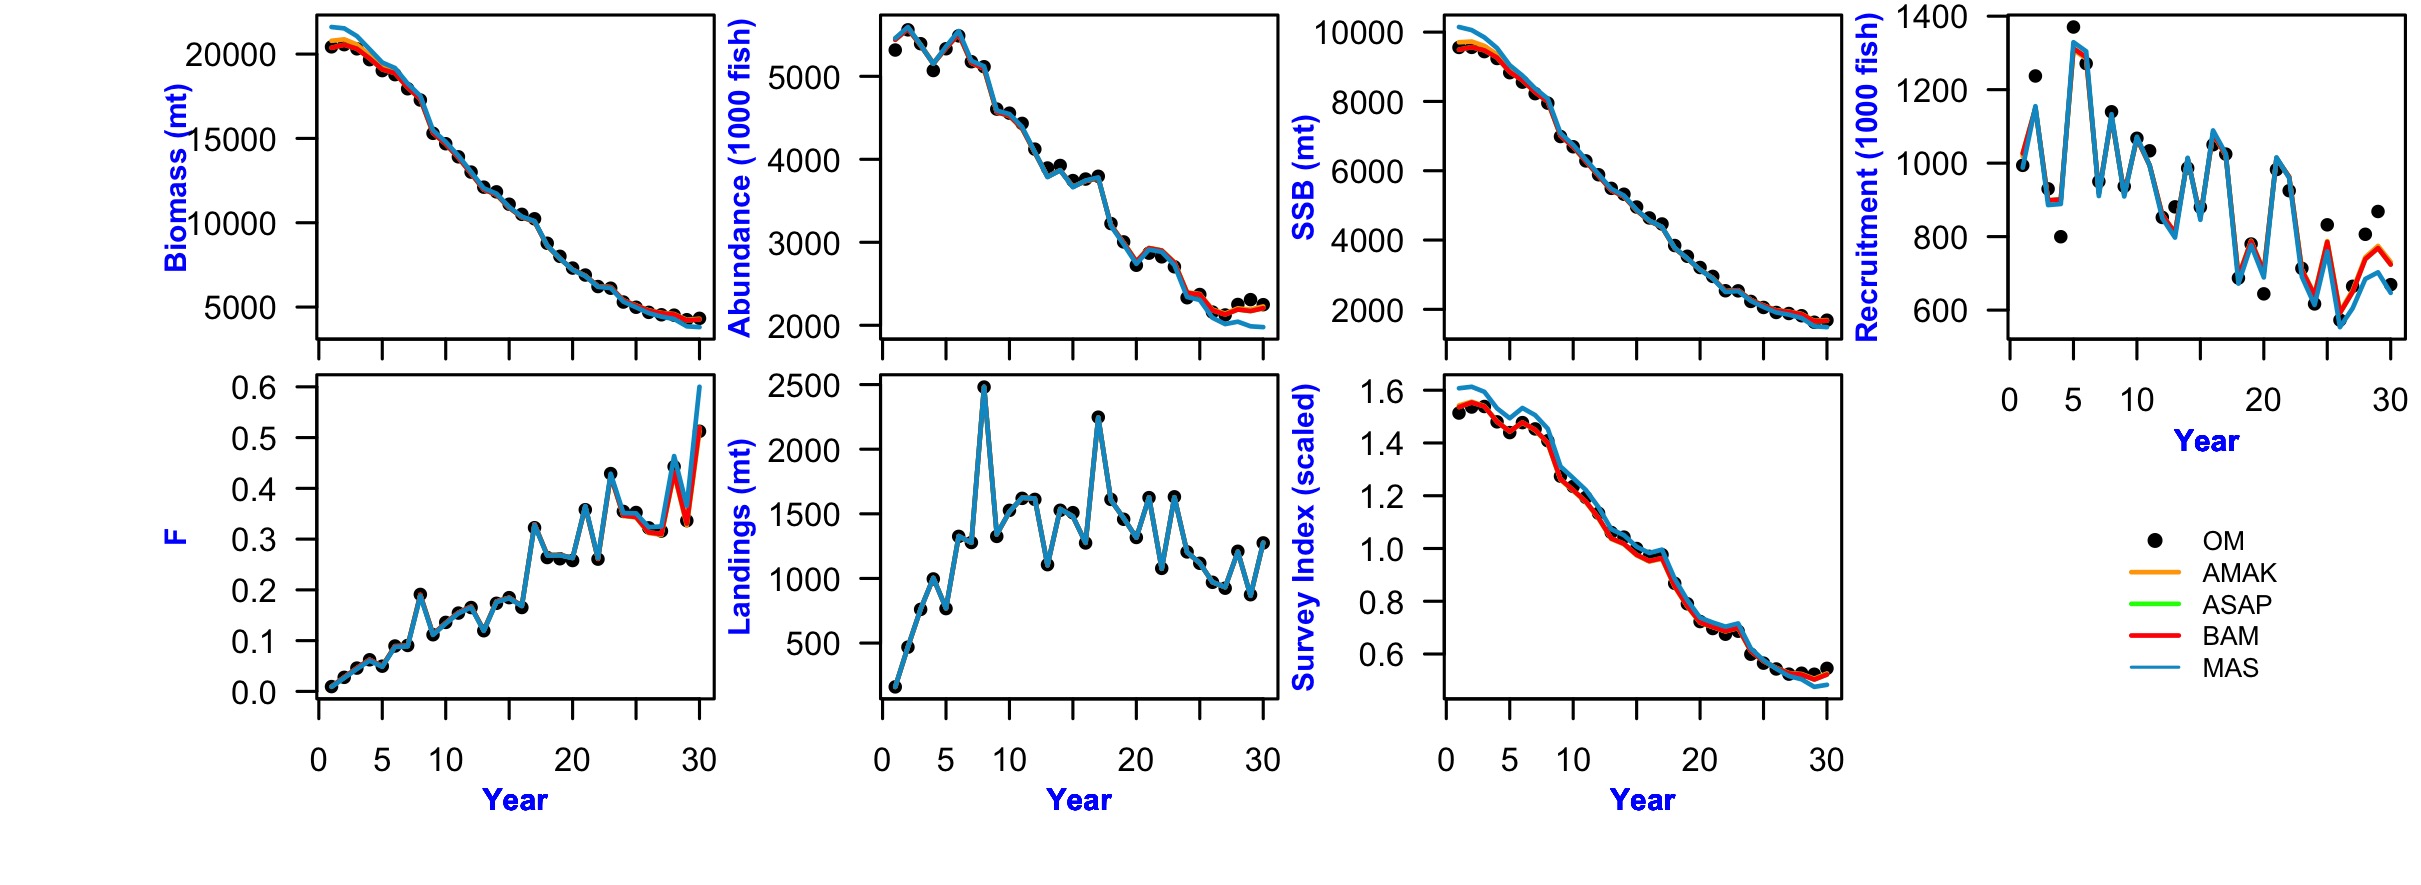 Biomass (mt)
20000
15000
10000
5000
Abundance (1000 fish)
5000
4000
3000
2000
SSB (mt)
10000
8000
6000
4000
2000
Recruitment (1000 fish)
1400
1200
1000
800
600
0 5 10 20 30
Year
F
0.6
0.5
0.4
0.3
0.2
0.1
0.0
0 5 10 20 30
Year
Landings (mt)
2500
2000
1500
1000
500
0 5 10 20 30
Year
Survey Index (scaled)
1.6
1.4
1.2
1.0
0.8
0.6
0 5 10 20 30
Year
OM
AMAK
ASAP
BAM
MAS